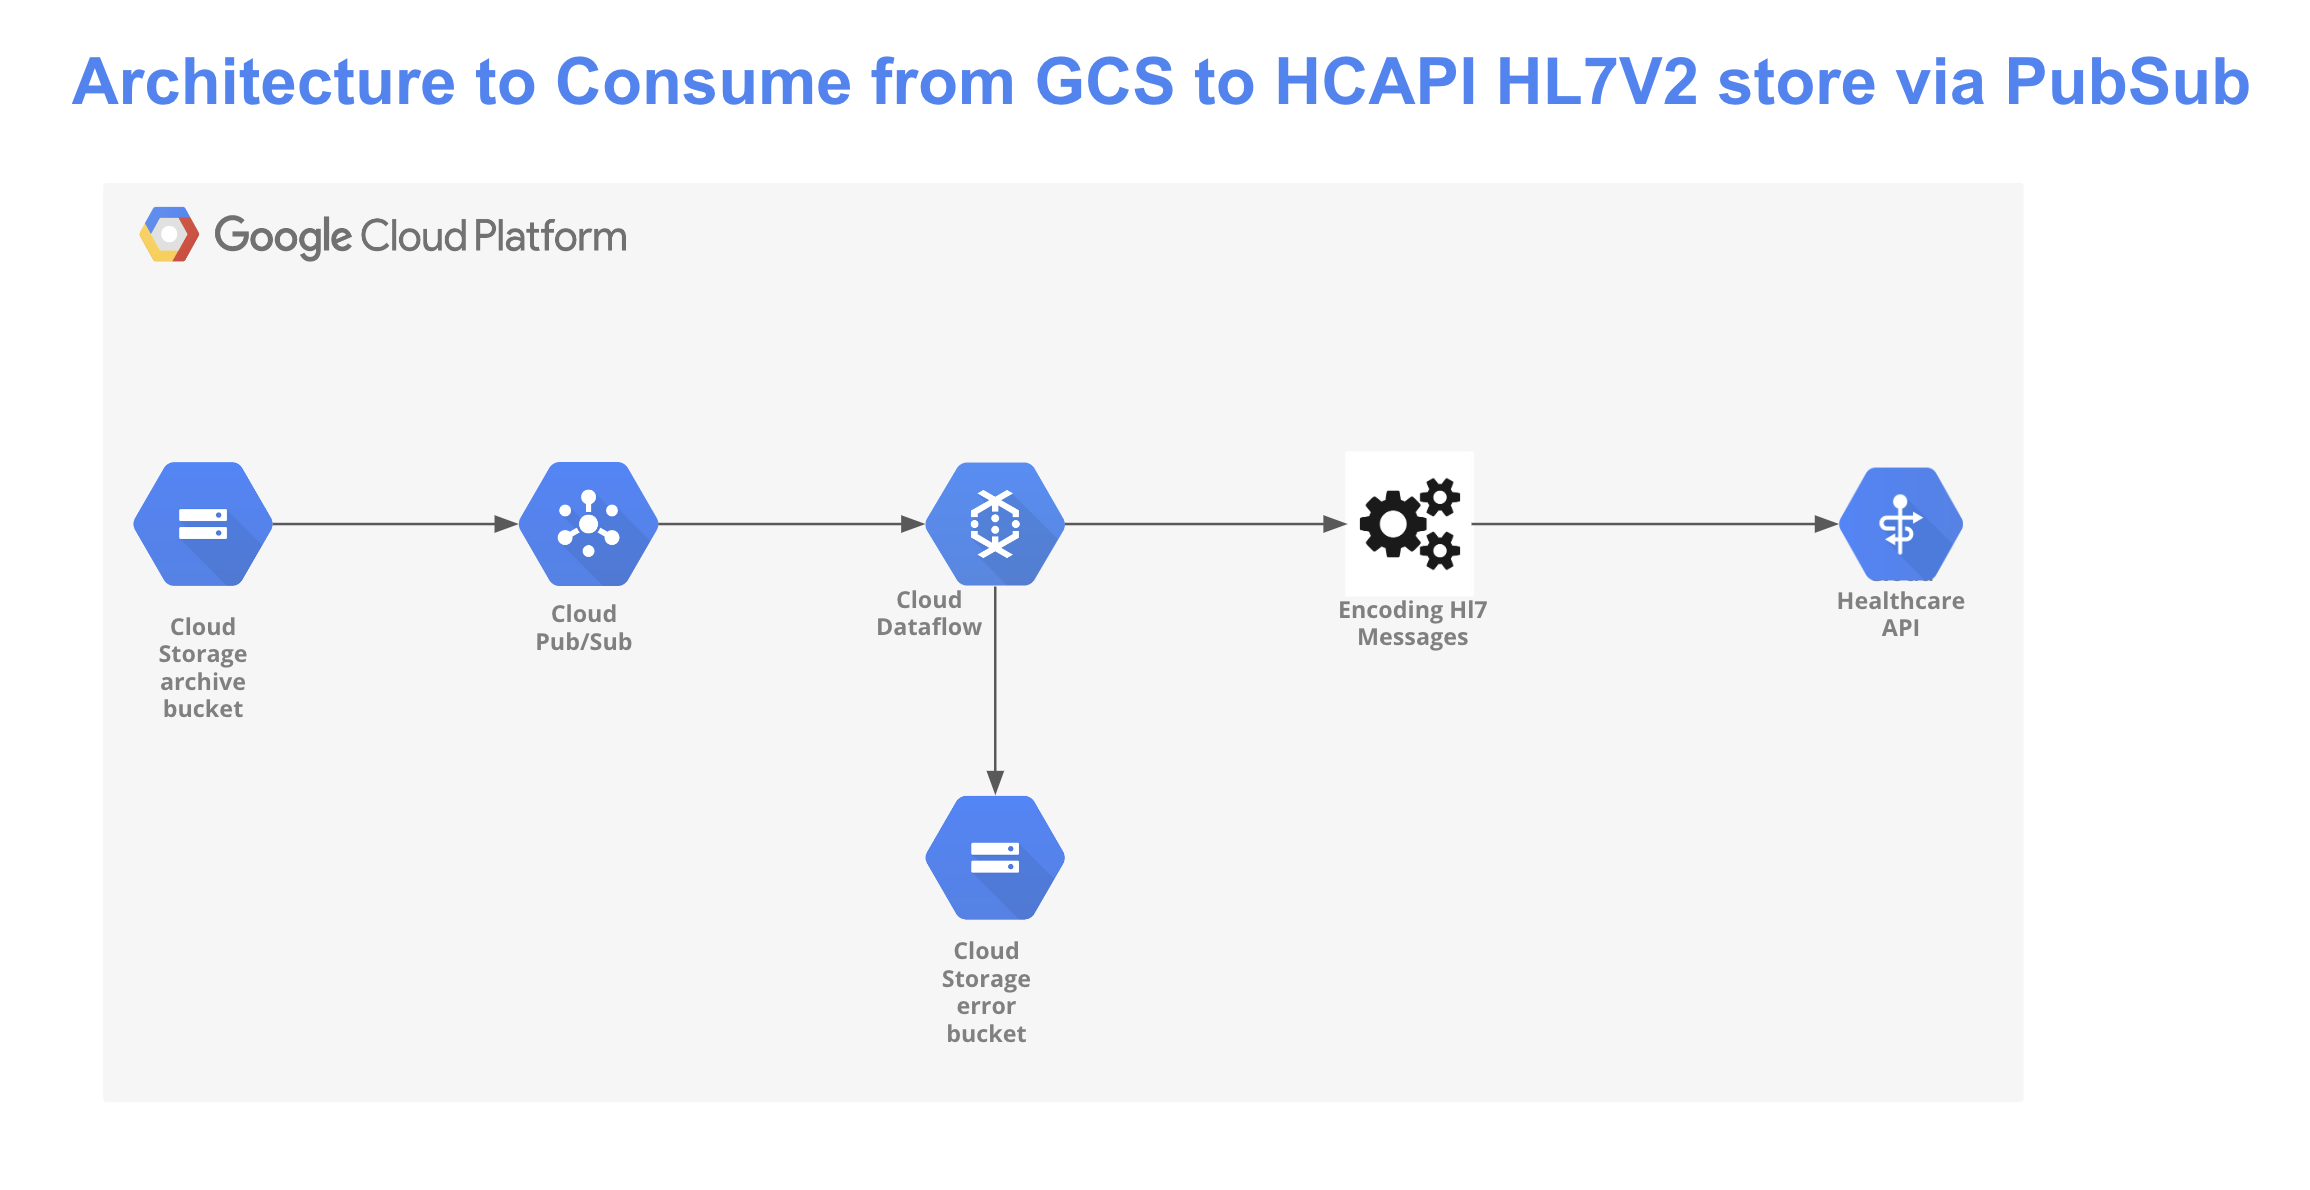 Architecture to Consume from GCS to HCAPI HL7V2 store via PubSub
Google Cloud Platform
Cloud
Storage
archive
bucket
Cloud
Pub/Sub
Cloud
Dataflow
Encoding Hl7
Messages
Healthcare
API
Cloud
Storage
error
bucket